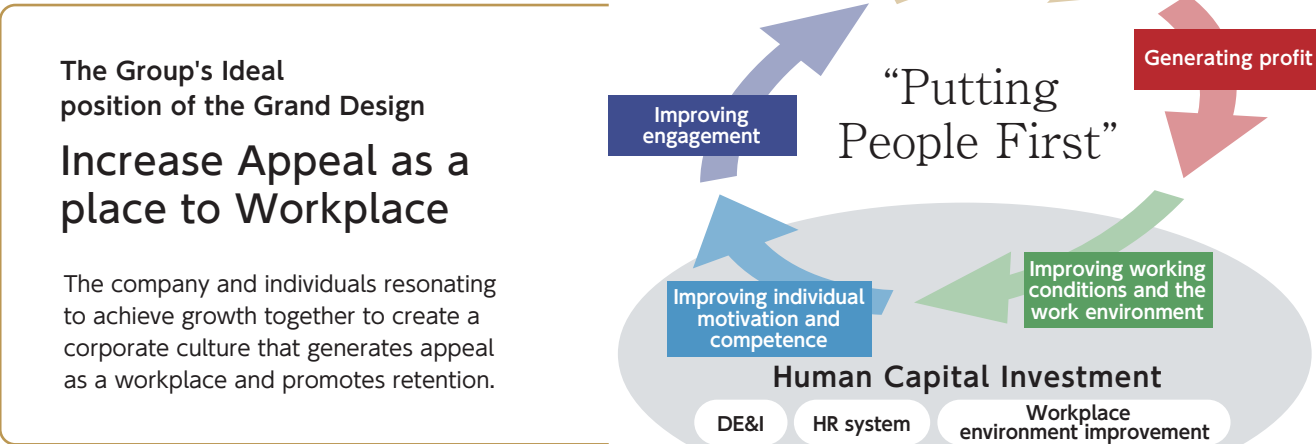 The Group's Ideal
position of the Grand Design
Increase Appeal as a
place to Workplace
The company and individuals resonating
to achieve growth together to create a
corporate culture that generates appeal
as a workplace and promotes retention.
Generating profit
“Putting
People First”
Improving
engagement
Improving working
conditions and the
work environment
Improving individual
motivation and
competence
Human Capital Investment
DE&I
HR system
Workplace
environment improvement